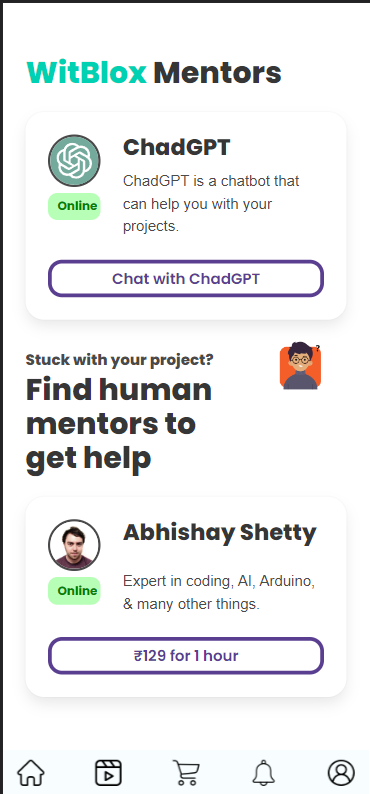 WitBlox Mentors
ChadGPT
ChadGPT is a chatbot that
can help you with your
projects.
Online
Chat with ChadGPT
Stuck with your project?
Find human
mentors to
get help
?
Abhishay Shetty
Expert in coding, AI, Arduino,
& many other things.
Online
₹129 for 1 hour